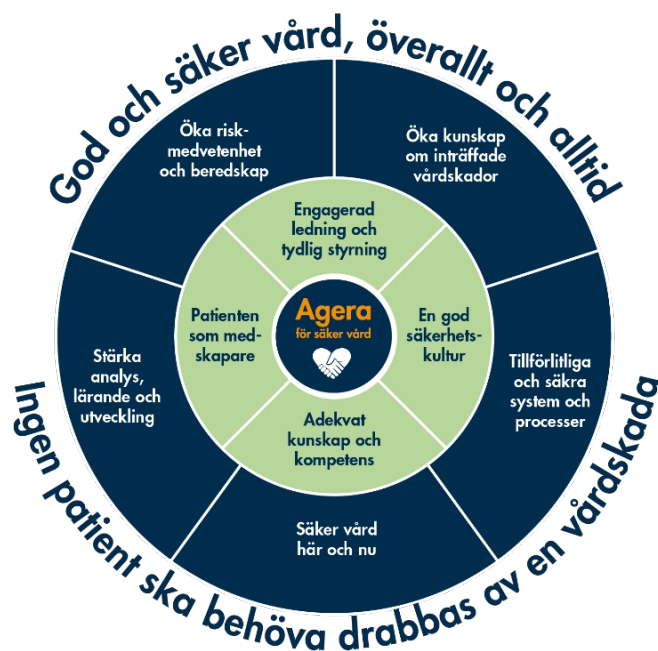 God och säker vård, överallt och alltid
Öka risk-
medvetenhet
och beredskap
Öka kunskap
om inträffade
vårdskador
Engagerad
ledning och
tydlig styrning
Patienten
som med-
skapare
Agera
för säker vård
En god
säkerhets-
kultur
Stärka
analys,
lärande och
utveckling
Tillförlitliga
och säkra
system och
processer
Adekvat
kunskap och
kompetens
Säker vård
här och nu
Ingen patient ska behöva drabbas av en vårdskada